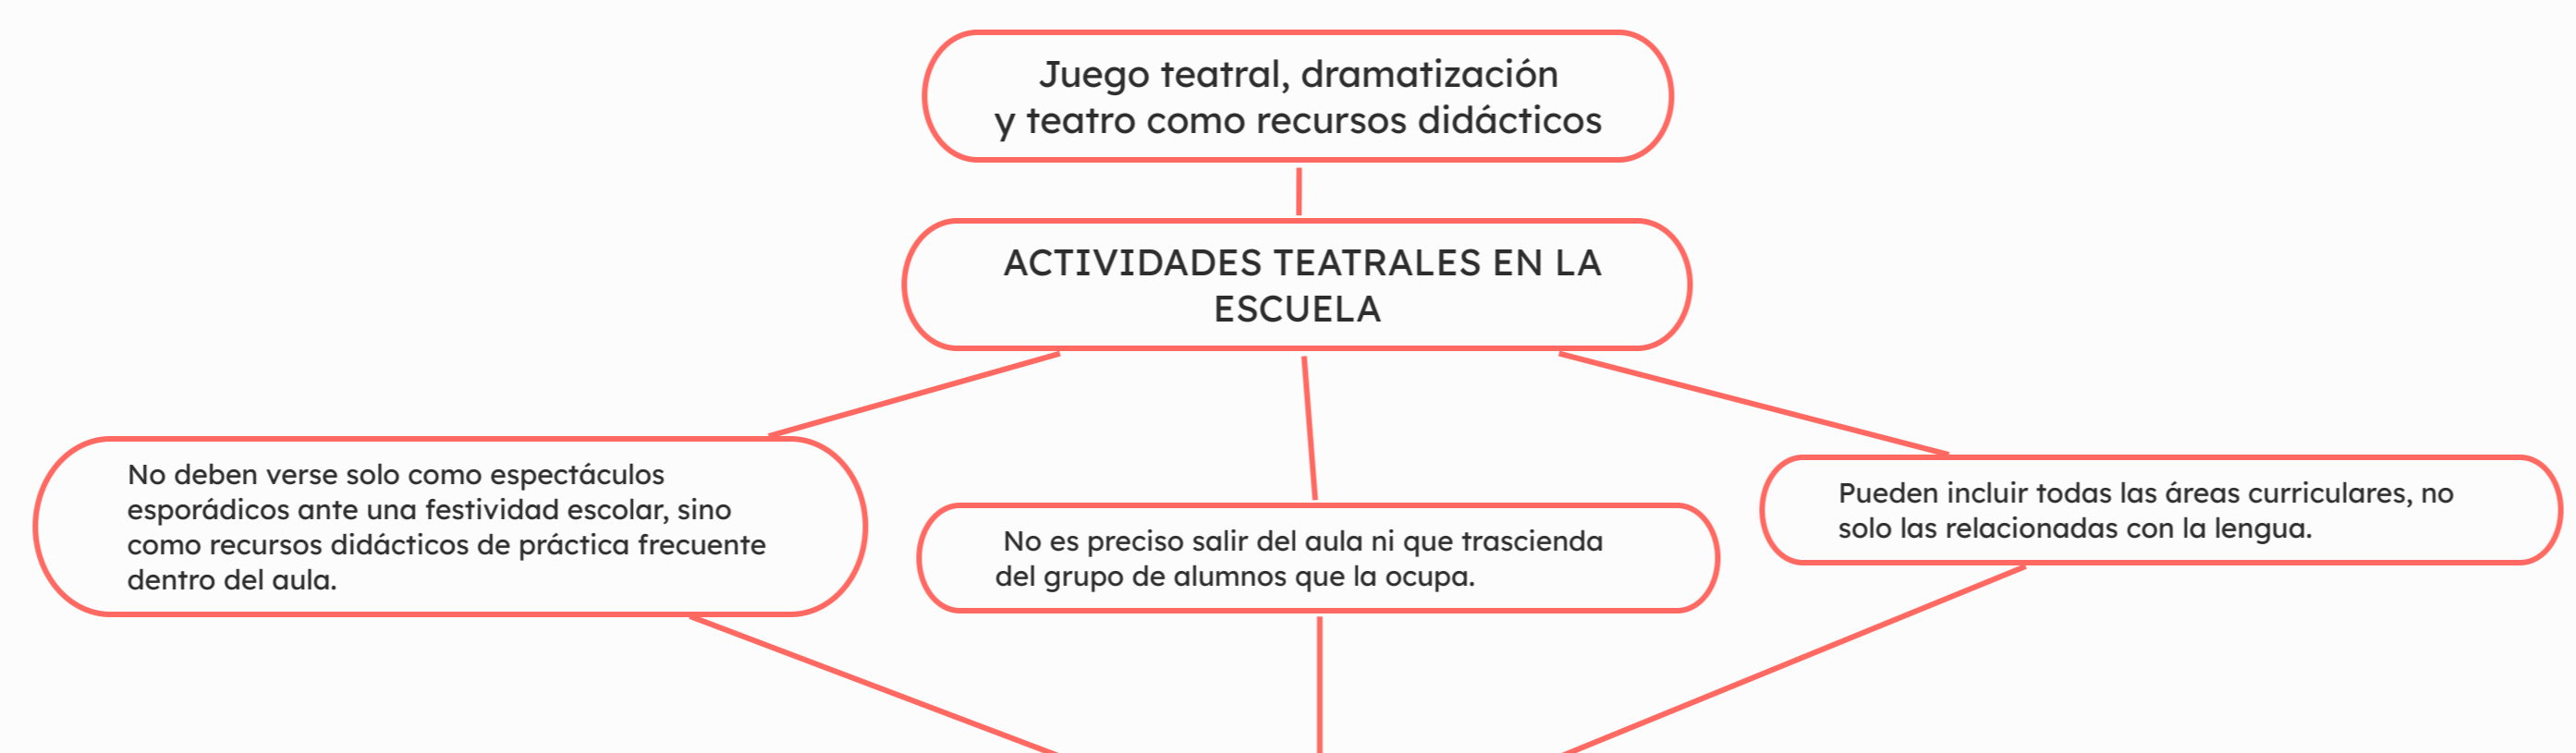 Juego teatral, dramatización
y teatro como recursos didácticos
ACTIVIDADES TEATRALES EN LA
ESCUELA
No deben verse solo como espectáculos
esporádicos ante una festividad escolar, sino
como recursos didácticos de práctica frecuente
dentro del aula.
No es preciso salir del aula ni que trascienda
del grupo de alumnos que la ocupa.
Pueden incluir todas las áreas curriculares, no
solo las relacionadas con la lengua.